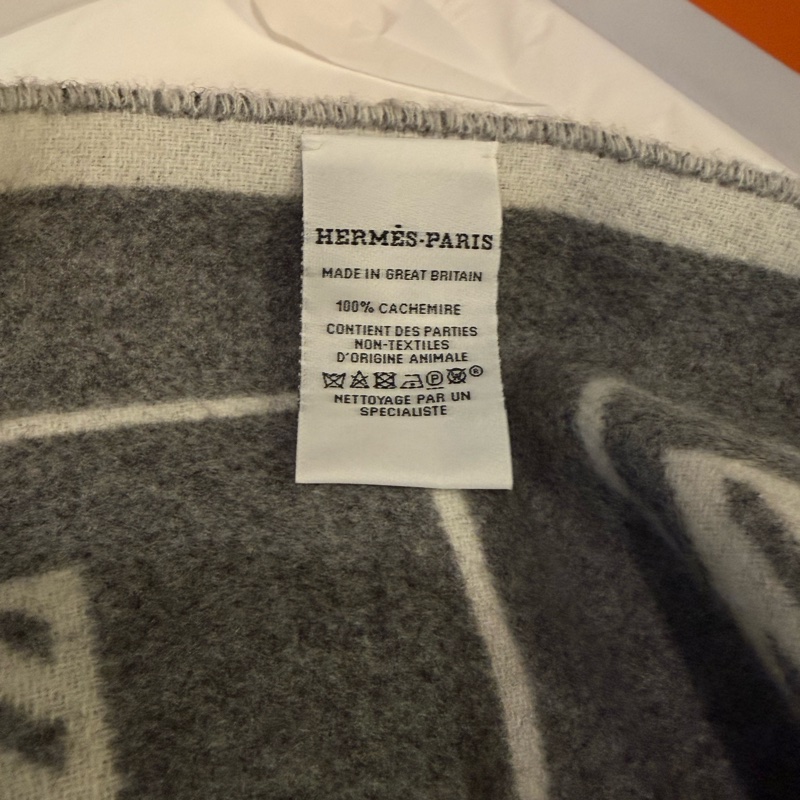 HERMÈS-PARIS
MADE IN GREAT BRITAIN
100% CACHEMIRE
CONTIENT DES PARTIES
NON-TEXTILES
D'ORIGINE ANIMALE
P ®
NETTOYAGE PAR UN
SPECIALISTE